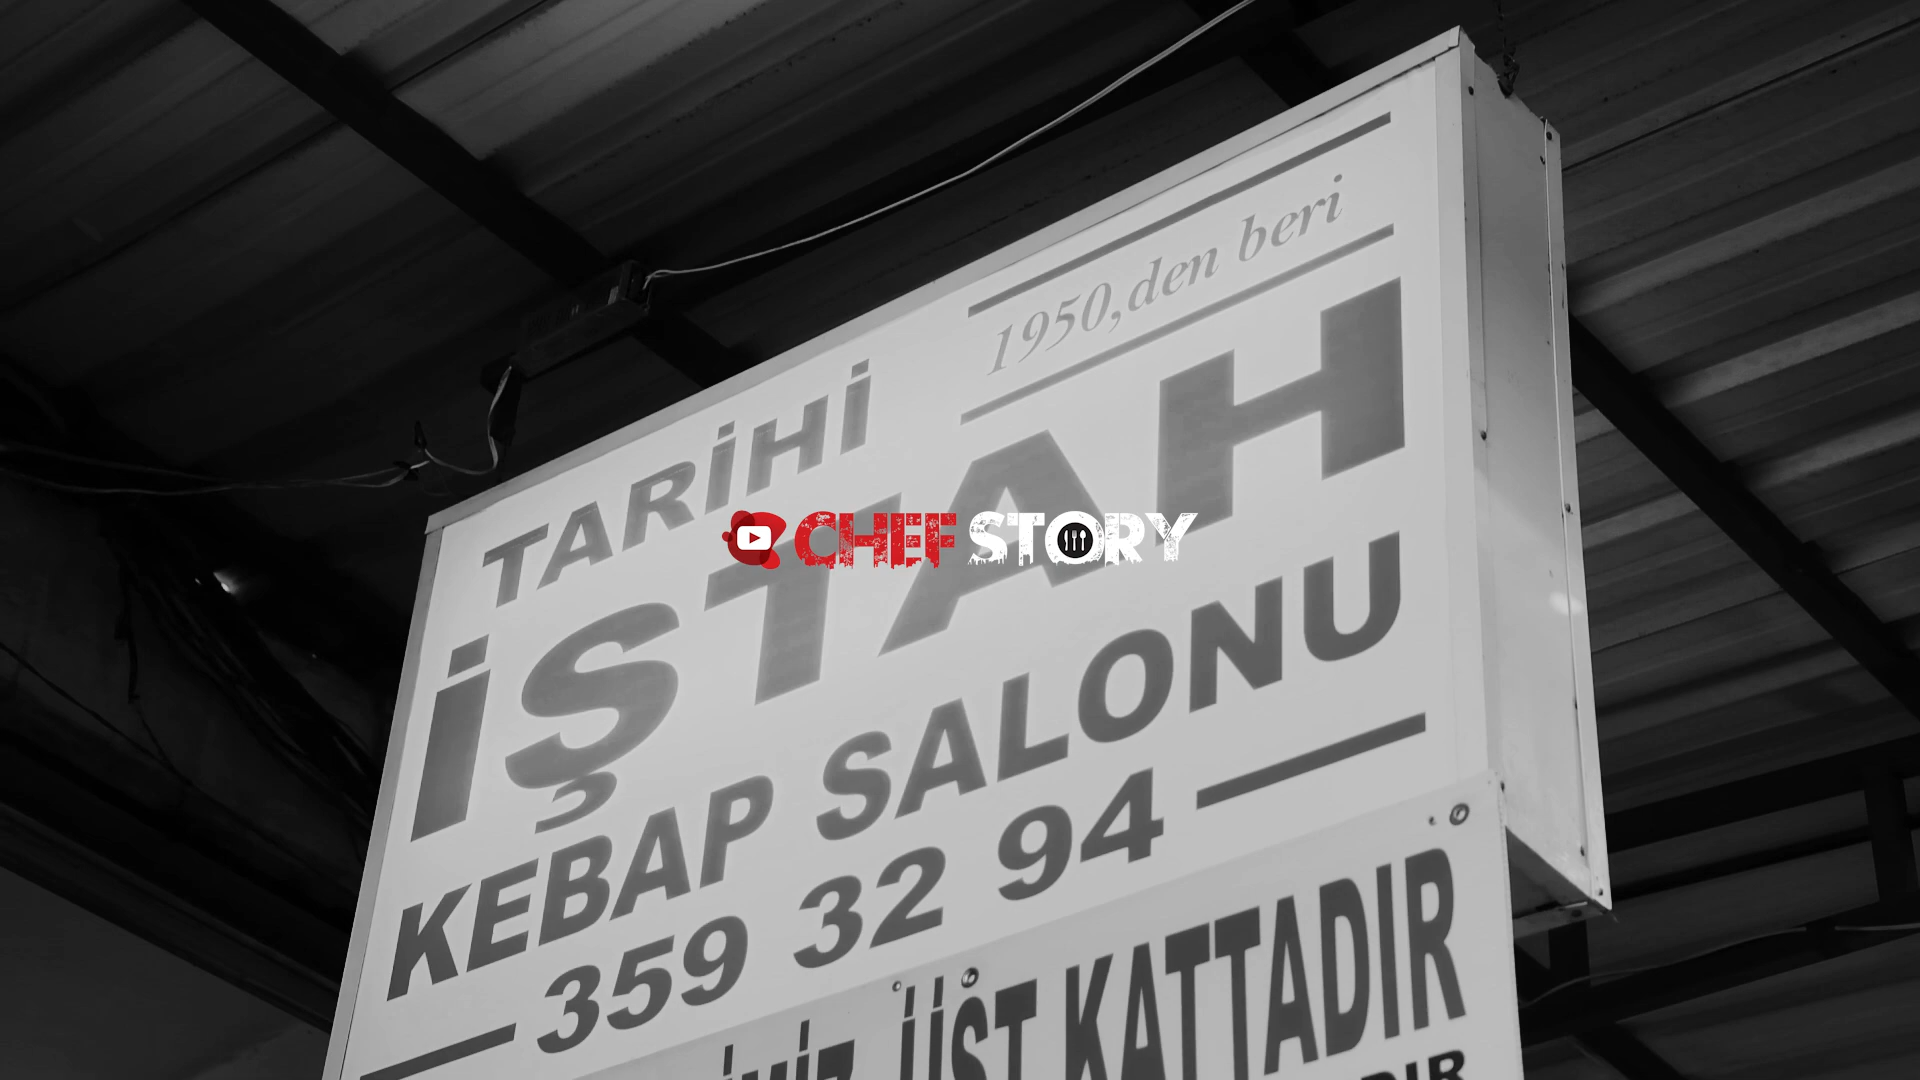 1950,den beri
TARİHİ
İŞTAH
CHEF STORY
KEBAP SALONU
359 32 94
ÜST KATTADIR